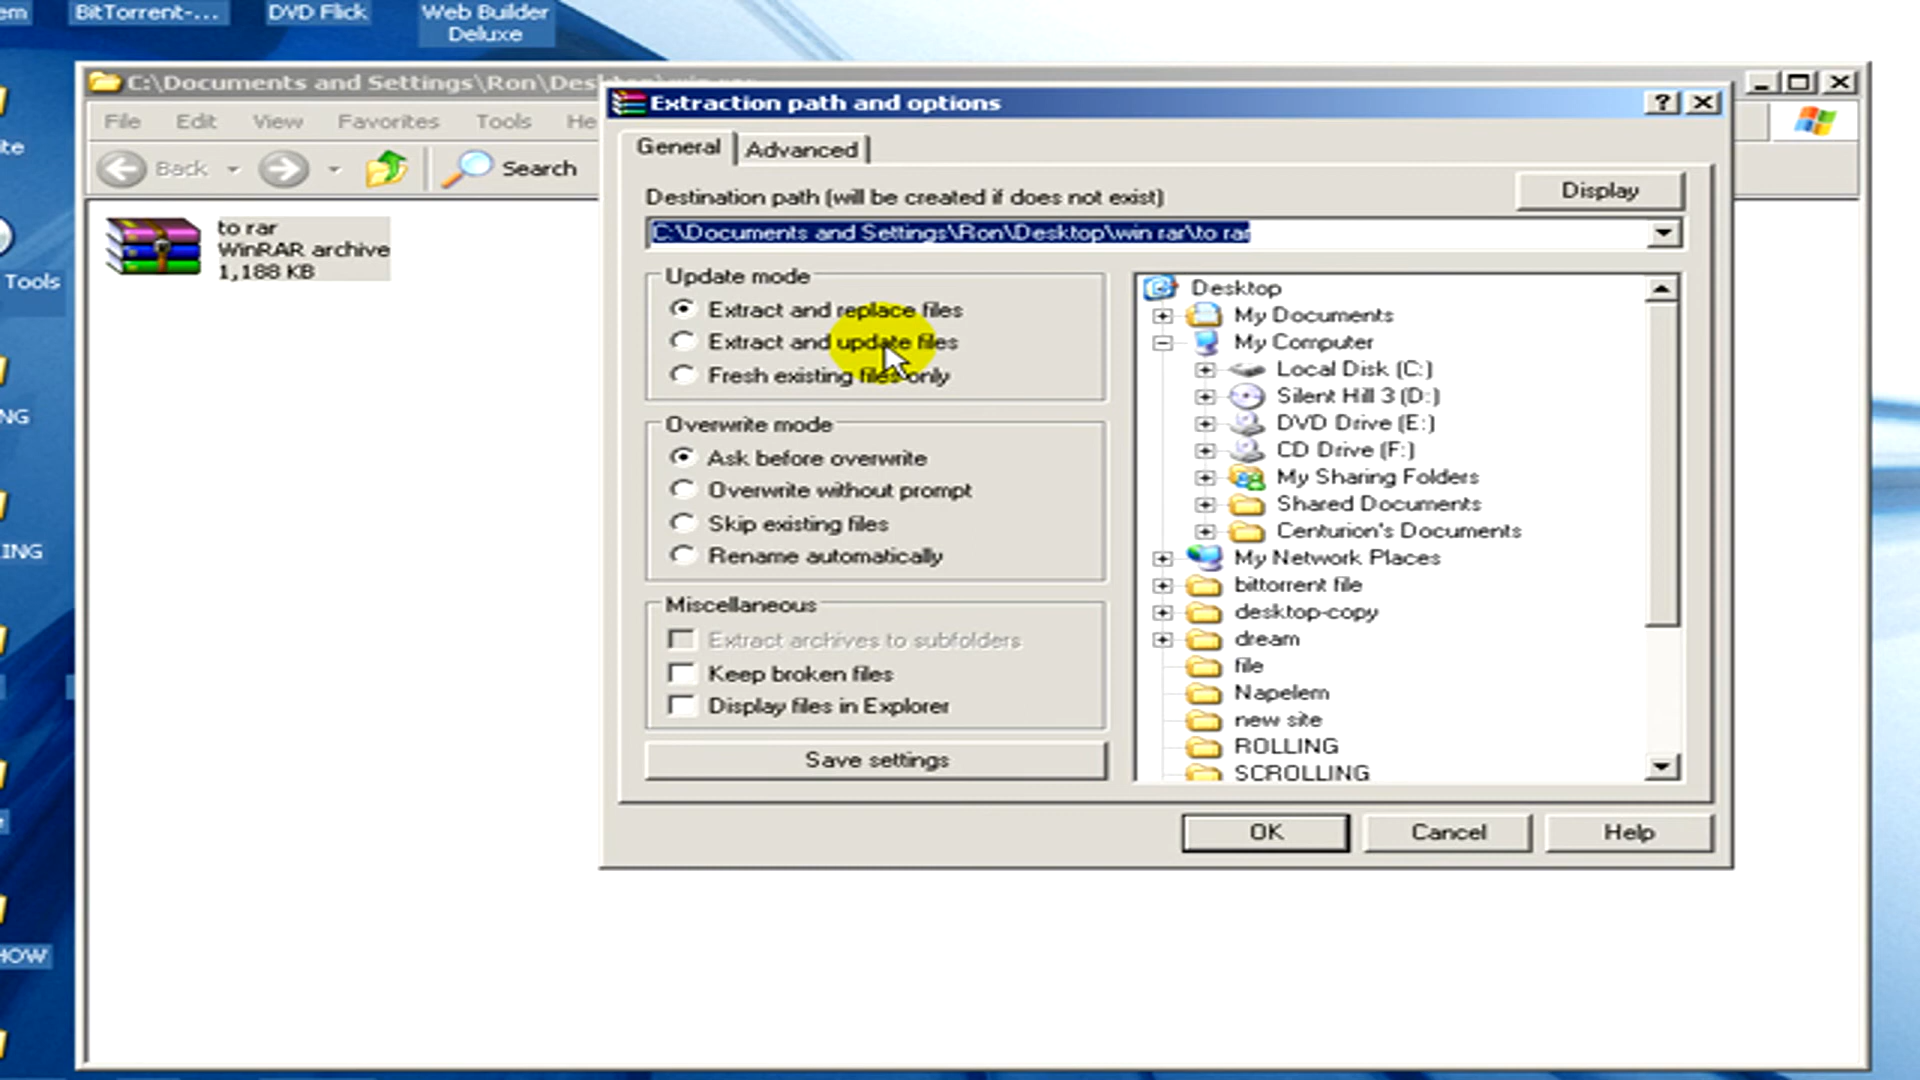 BitTorrent-...
DVD Flick
Web Builder
Deluxe
C:\Documents and Settings\Ron\Des
File Edit View Favorites Tools He
Back Search
to rar
WinRAR archive
1,188 KB
Tools
Extraction path and options
General Advanced
Destination path (will be created if does not exist)
Display
C:\Documents and Settings\Ron\Desktop\win rar\to rar
Update mode
Extract and replace files
Extract and update files
Fresh existing files only
Overwrite mode
Ask before overwrite
Overwrite without prompt
Skip existing files
Rename automatically
Miscellaneous
Extract archives to subfolders
Keep broken files
Display files in Explorer
Save settings
Desktop
My Documents
My Computer
Local Disk (C:)
Silent Hill 3 (D:)
DVD Drive (E:)
CD Drive (F:)
My Sharing Folders
Shared Documents
Centurion's Documents
My Network Places
bittorrent file
desktop-copy
dream
file
Napelem
new site
ROLLING
SCROLLING
OK Cancel Help